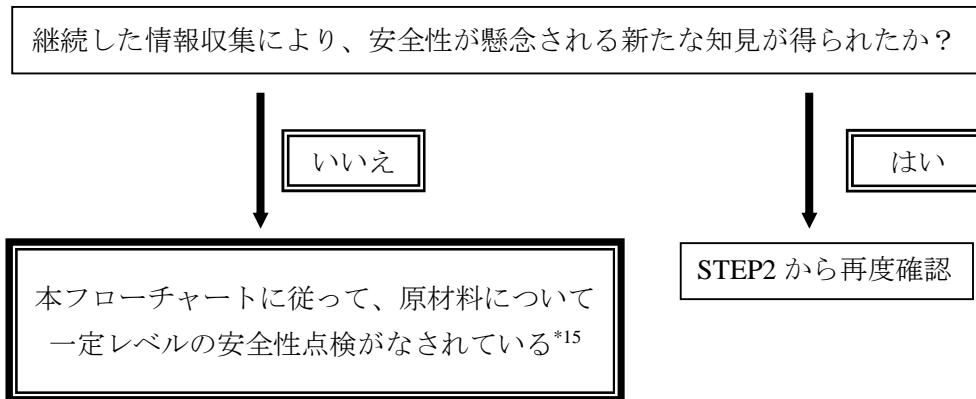 継続した情報収集により、安全性が懸念される新たな知見が得られたか？
いいえ
はい
本フローチャートに従って、原材料について
一定レベルの安全性点検がなされている*15
STEP2 から再度確認